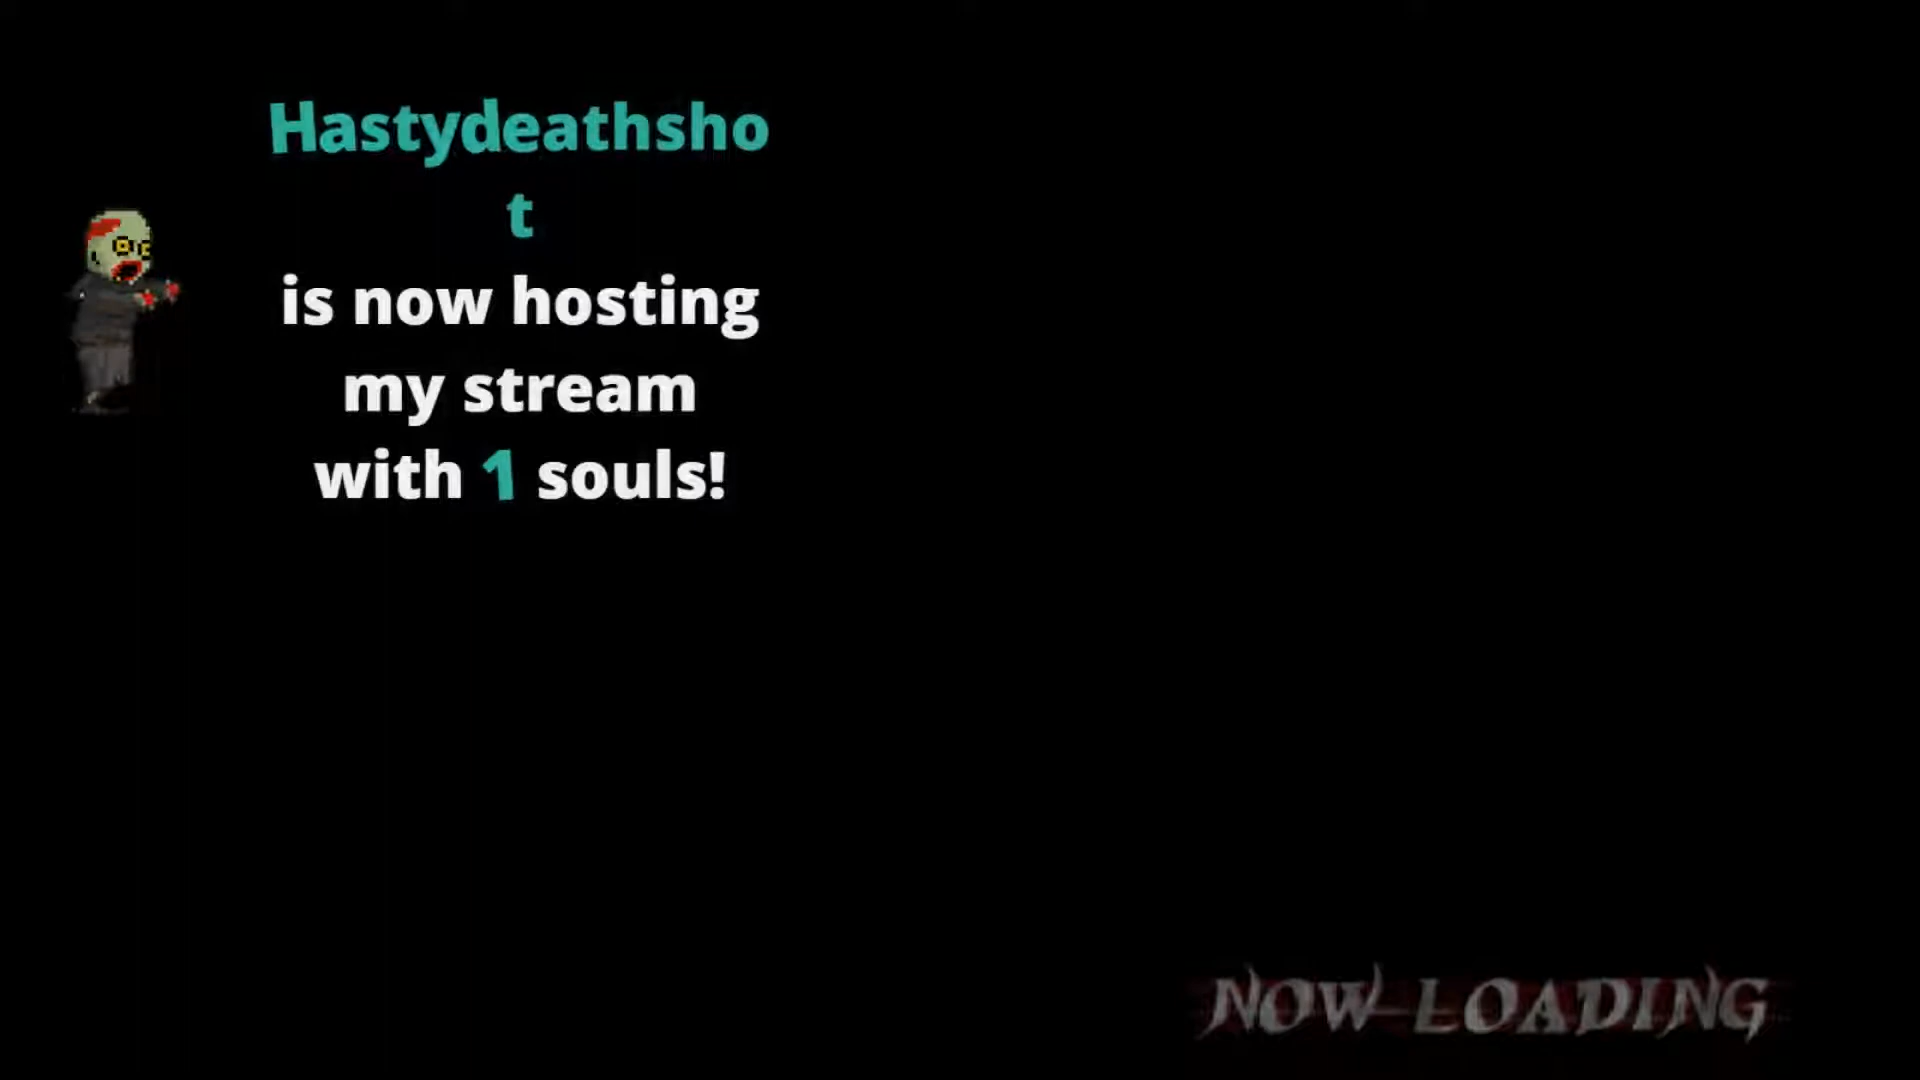 Hastydeathsho
t
is now hosting
my stream
with 1 souls!
NOW LOADING